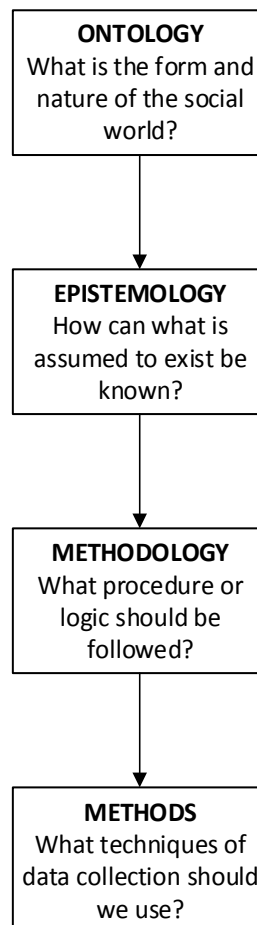 ONTOLOGY
What is the form and
nature of the social
world?
EPISTEMOLOGY
How can what is
assumed to exist be
known?
METHODOLOGY
What procedure or
logic should be
followed?
METHODS
What techniques of
data collection should
we use?